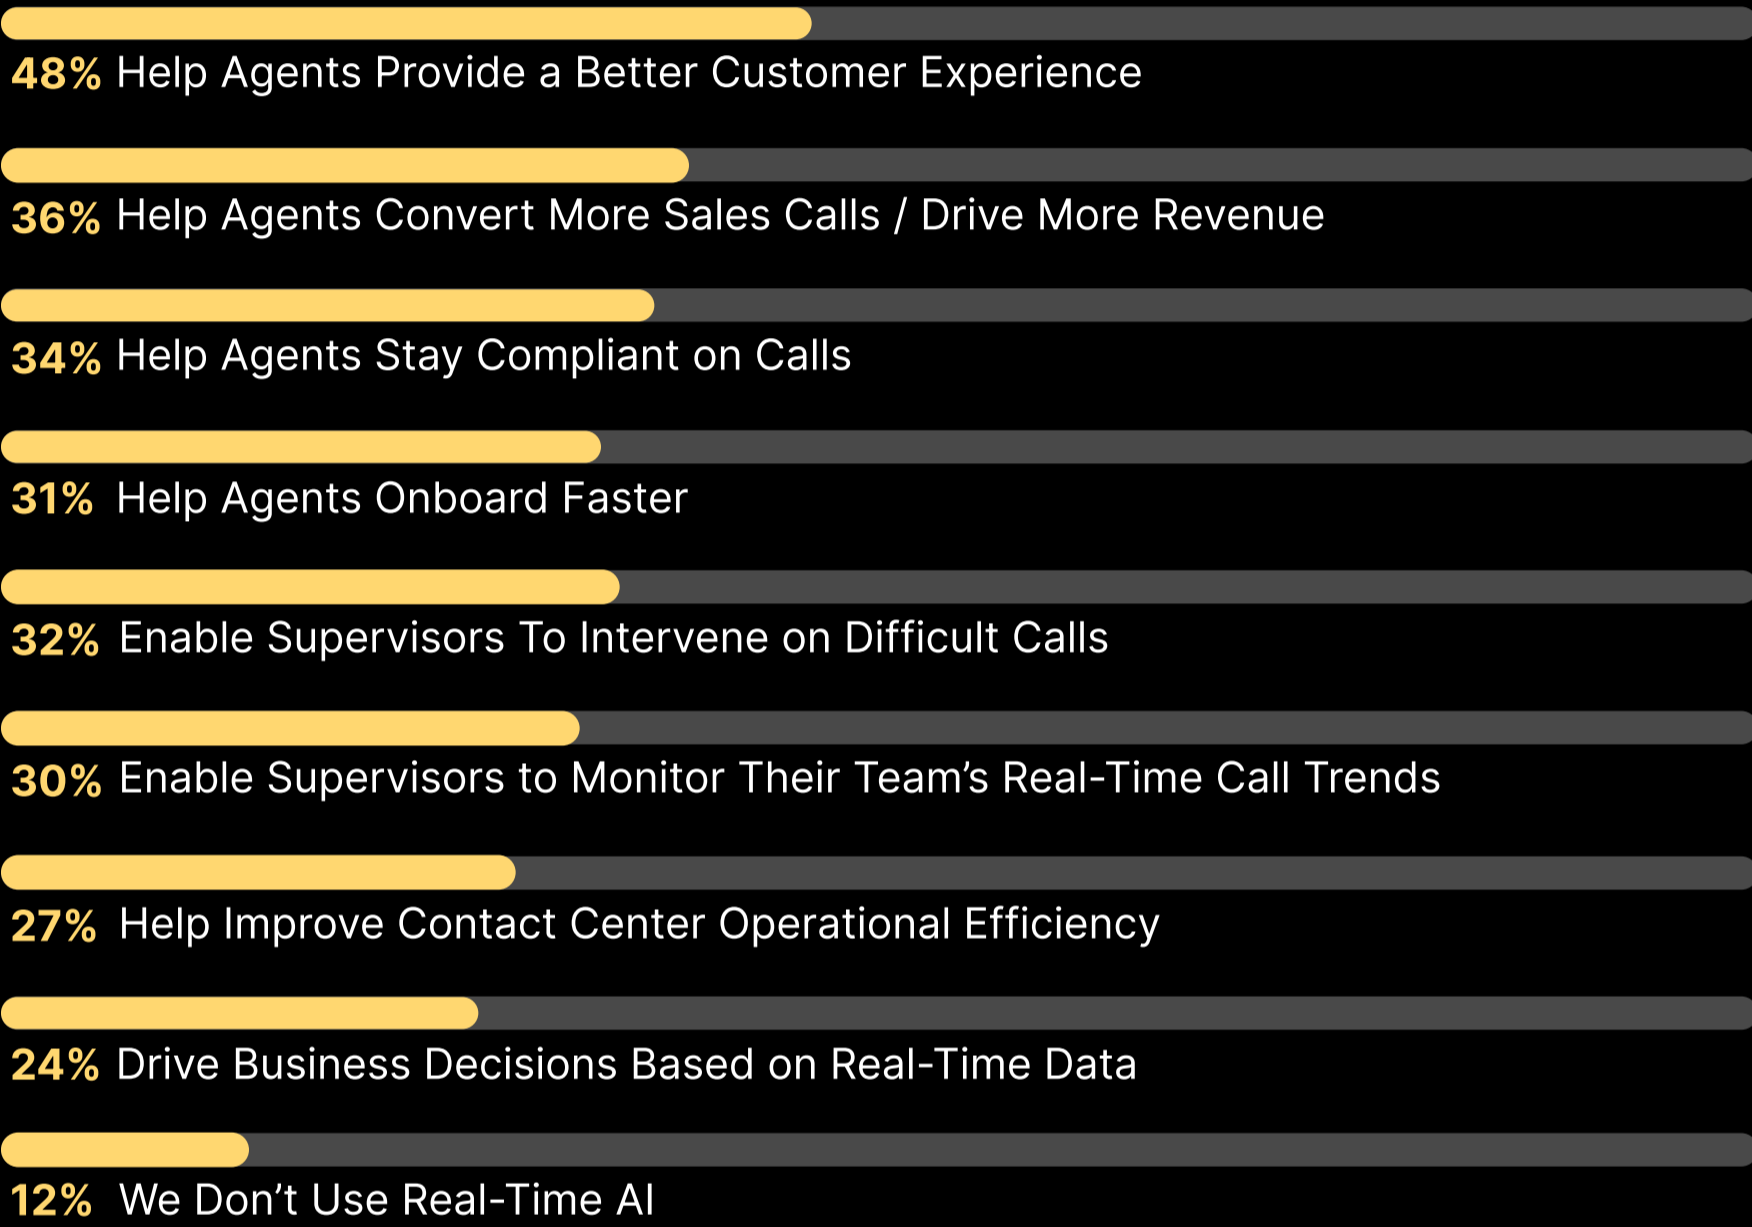 48% Help Agents Provide a Better Customer Experience
36% Help Agents Convert More Sales Calls / Drive More Revenue
34% Help Agents Stay Compliant on Calls
31% Help Agents Onboard Faster
32% Enable Supervisors To Intervene on Difficult Calls
30% Enable Supervisors to Monitor Their Team’s Real-Time Call Trends
27% Help Improve Contact Center Operational Efficiency
24% Drive Business Decisions Based on Real-Time Data
12% We Don’t Use Real-Time AI